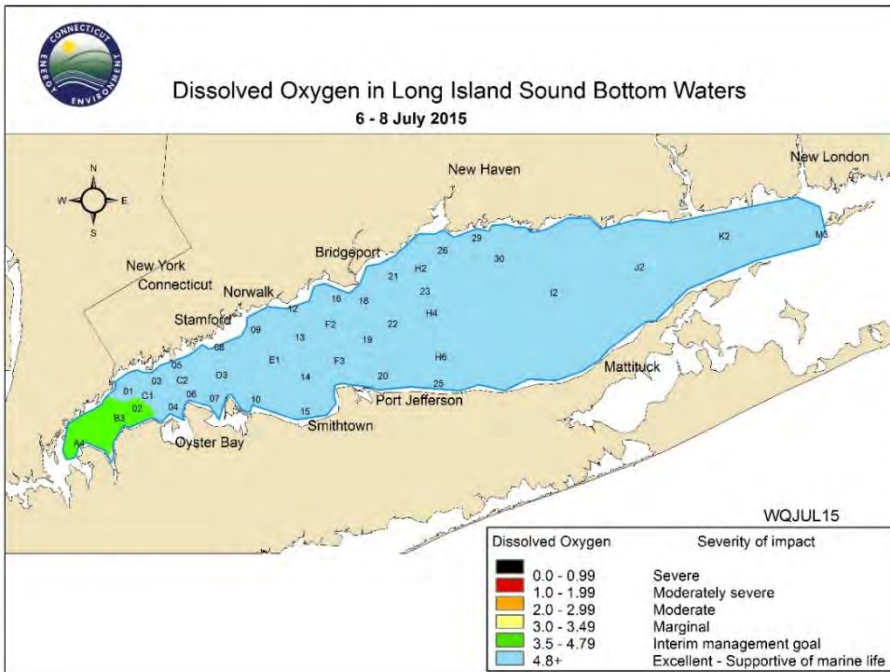 CONNECTICUT
ENERGY ENVIRONMENT
Dissolved Oxygen in Long Island Sound Bottom Waters
6 - 8 July 2015
N
W E
S
New London
New Haven
Bridgeport
New York
Connecticut
Norwalk
Stamford
Mattituck
Port Jefferson
Smithtown
Oyster Bay
K2
M3
29
26
30
H2
J2
21
23
I2
16
18
12
H4
F2
22
09
13
19
08
E1
F3
H6
05
D3
14
20
25
03
C2
01
C1
06
07
10
02
04
15
B3
A4
WQJUL15
Dissolved Oxygen Severity of impact
0.0 - 0.99 Severe
1.0 - 1.99 Moderately severe
2.0 - 2.99 Moderate
3.0 - 3.49 Marginal
3.5 - 4.79 Interim management goal
4.8+ Excellent - Supportive of marine life